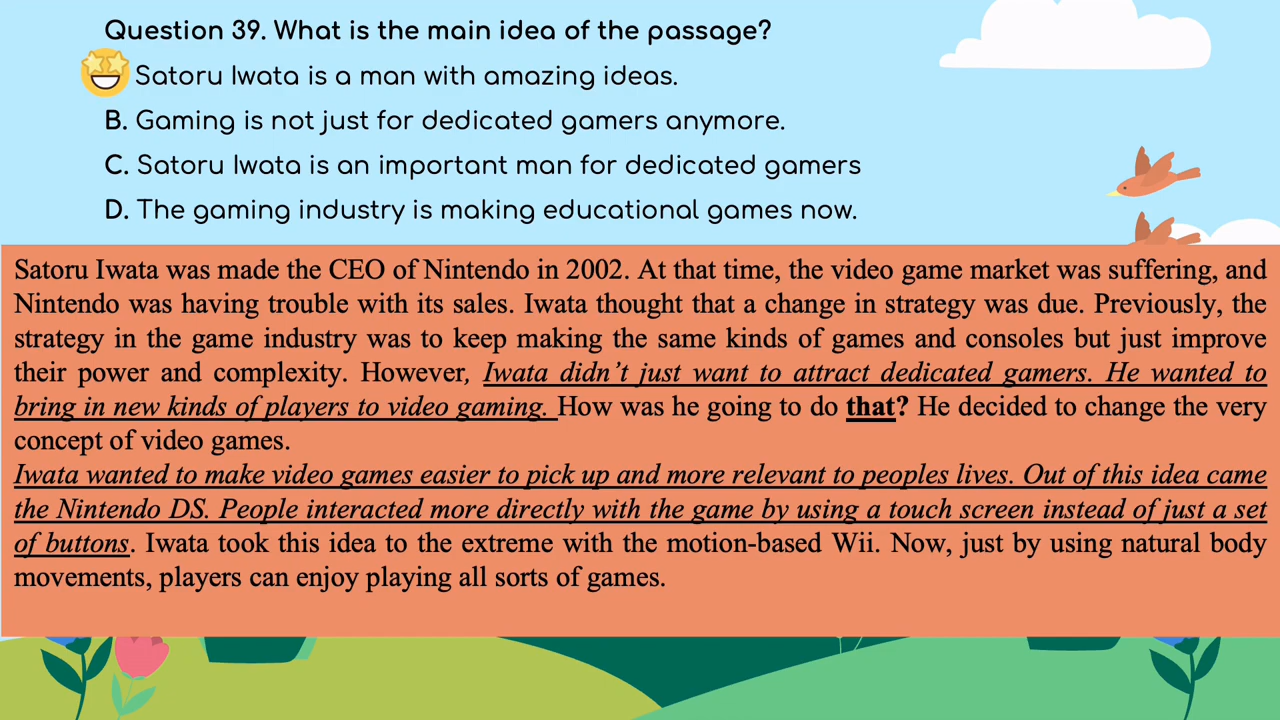 Question 39. What is the main idea of the passage?
Satoru Iwata is a man with amazing ideas.
B. Gaming is not just for dedicated gamers anymore.
C. Satoru Iwata is an important man for dedicated gamers
D. The gaming industry is making educational games now.
Satoru Iwata was made the CEO of Nintendo in 2002. At that time, the video game market was suffering, and
Nintendo was having trouble with its sales. Iwata thought that a change in strategy was due. Previously, the
strategy in the game industry was to keep making the same kinds of games and consoles but just improve
their power and complexity. However, Iwata didn’t just want to attract dedicated gamers. He wanted to
bring in new kinds of players to video gaming. How was he going to do that? He decided to change the very
concept of video games.
Iwata wanted to make video games easier to pick up and more relevant to peoples lives. Out of this idea came
the Nintendo DS. People interacted more directly with the game by using a touch screen instead of just a set
of buttons. Iwata took this idea to the extreme with the motion-based Wii. Now, just by using natural body
movements, players can enjoy playing all sorts of games.